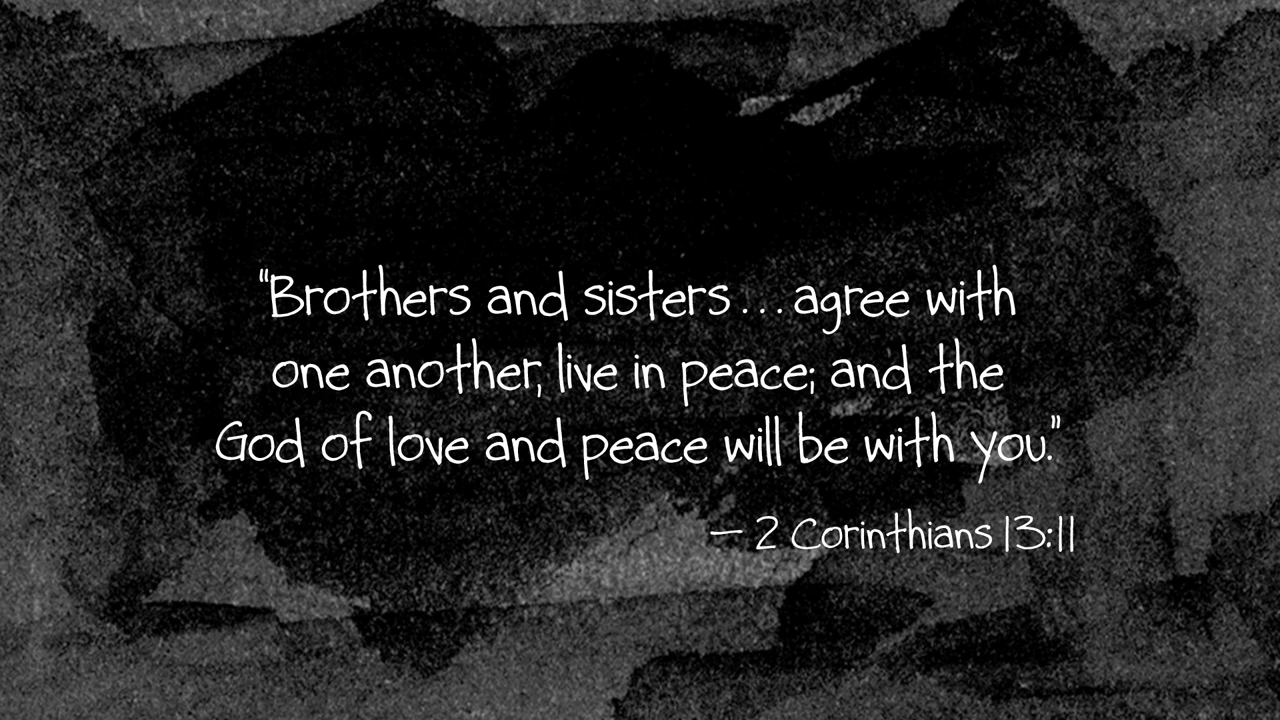 “Brothers and sisters . . . agree with
one another, live in peace; and the
God of love and peace will be with you.”
– 2 Corinthians 13:11